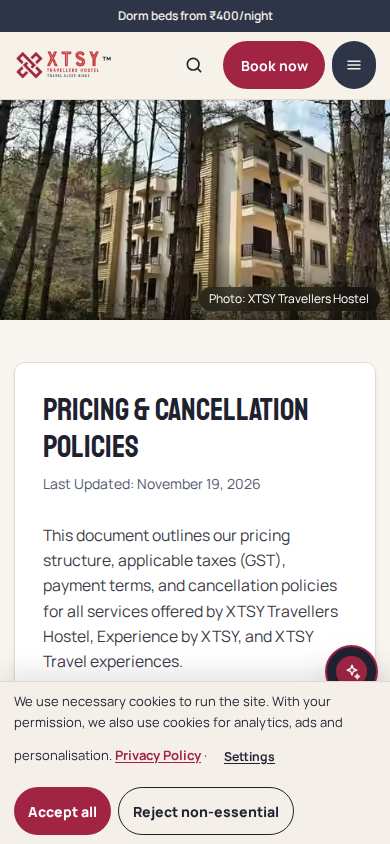 Dorm beds from ₹400/night
XTSY™
TRAVELLERS HOSTEL
Book now
Photo: XTSY Travellers Hostel
PRICING & CANCELLATION
POLICIES
Last Updated: November 19, 2026
This document outlines our pricing
structure, applicable taxes (GST),
payment terms, and cancellation policies
for all services offered by XTSY Travellers
Hostel, Experience by XTSY, and XTSY
Travel experiences.
We use necessary cookies to run the site. With your
permission, we also use cookies for analytics, ads and
personalisation. Privacy Policy · Settings
Accept all Reject non-essential